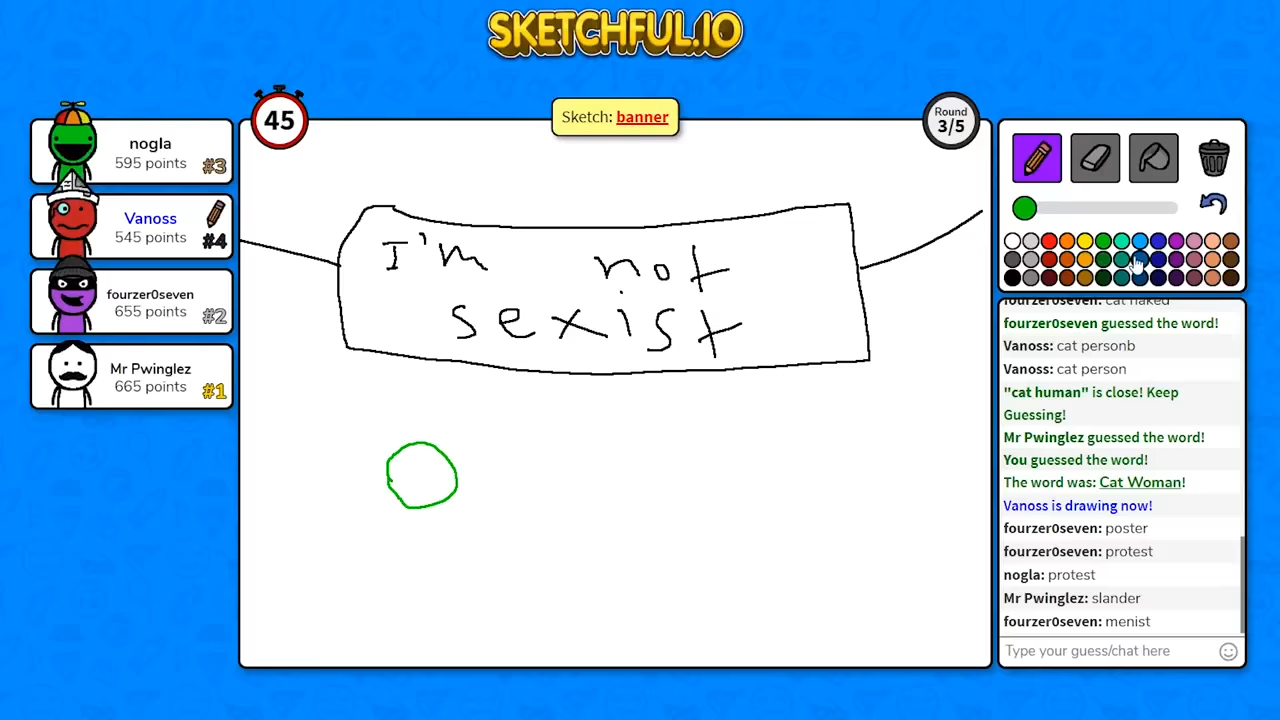 SKETCHFUL.IO
45
Sketch: banner
Round
3/5
nogla
595 points
#3
Vanoss
545 points
#4
fourzer0seven
655 points
#2
Mr Pwinglez
665 points
#1
I'm not
sexist
fourzer0seven: cat naked
fourzer0seven guessed the word!
Vanoss: cat personb
Vanoss: cat person
"cat human" is close! Keep
Guessing!
Mr Pwinglez guessed the word!
You guessed the word!
The word was: Cat Woman!
Vanoss is drawing now!
fourzer0seven: poster
fourzer0seven: protest
nogla: protest
Mr Pwinglez: slander
fourzer0seven: menist
Type your guess/chat here